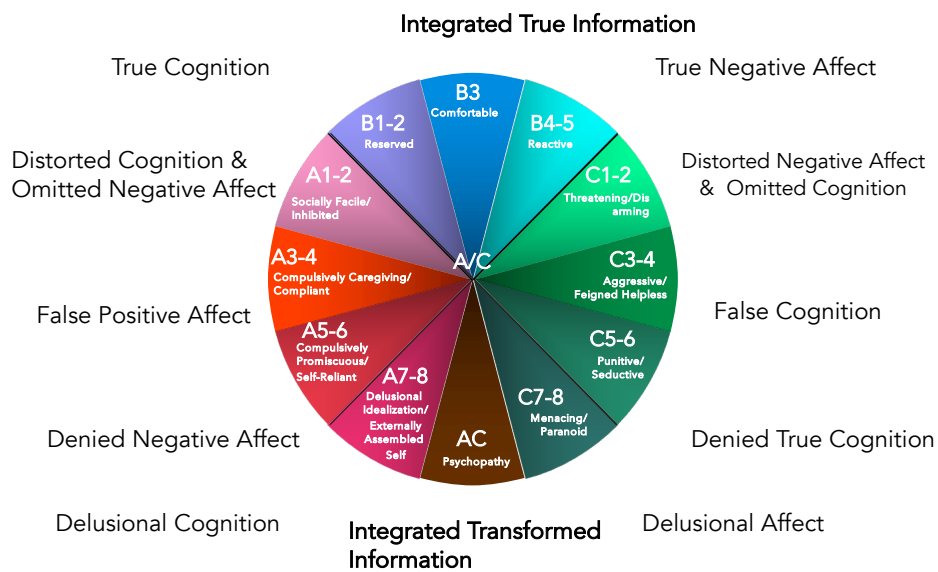 Integrated True Information
True Cognition
True Negative Affect
B3
Comfortable
B1-2
Reserved
B4-5
Reactive
Distorted Cognition &
Omitted Negative Affect
Distorted Negative Affect
& Omitted Cognition
A1-2
Socially Facile/
Inhibited
C1-2
Threatening/Dis
arming
A/C
A3-4
Compulsively Caregiving/
Compliant
C3-4
Aggressive/
Feigned Helpless
False Positive Affect
False Cognition
A5-6
Compulsively
Promiscuous/
Self-Reliant
C5-6
Punitive/
Seductive
A7-8
Delusional
Idealization/
Externally
Assembled
Self
C7-8
Menacing/
Paranoid
AC
Psychopathy
Denied Negative Affect
Denied True Cognition
Delusional Cognition
Integrated Transformed
Information
Delusional Affect